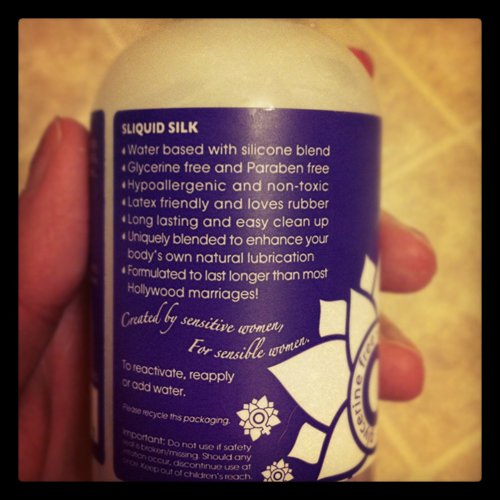 SLIQUID SILK
Water based with silicone blend
Glycerine free and Paraben free
Hypoallergenic and non-toxic
Latex friendly and loves rubber
Long lasting and easy clean up
Uniquely blended to enhance your
body's own natural lubrication
Formulated to last longer than most
Hollywood marriages!
Created by sensitive women,
For sensible women.
To reactivate, reapply
or add water.
Please recycle this packaging.
Important: Do not use if safety
seal is broken/missing. Should any
irritation occur, discontinue use at
once. Keep out of children's reach.
glycerine free